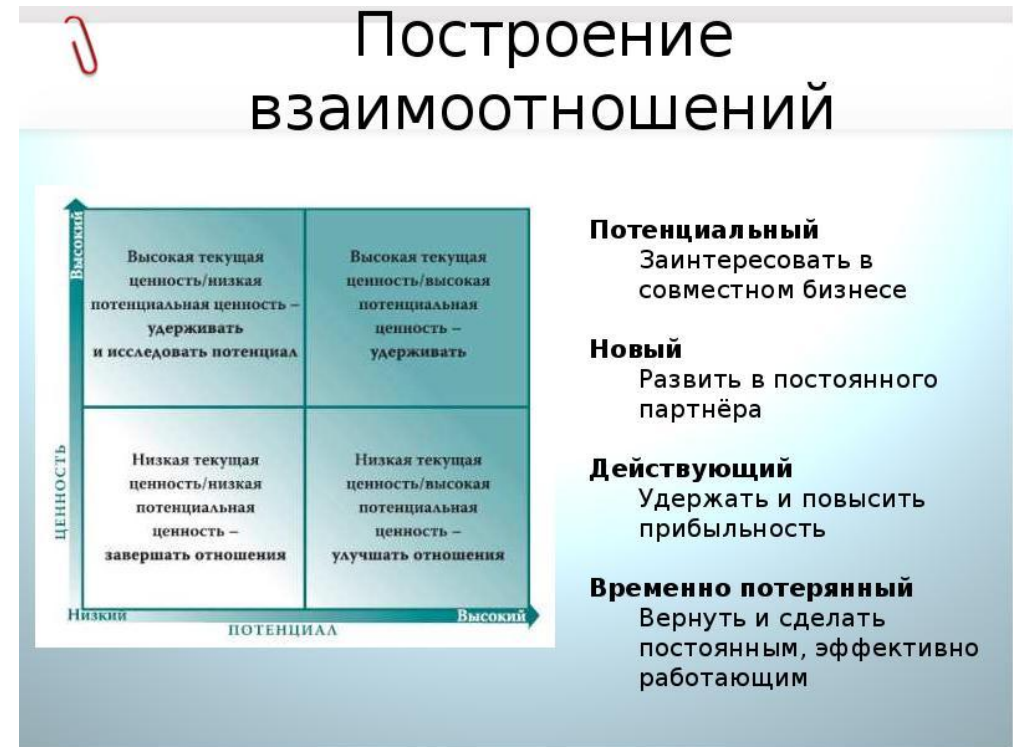 Построение
взаимоотношений
Высокий
Высокая текущая
ценность/низкая
потенциальная ценность –
удерживать
и исследовать потенциал
Высокая текущая
ценность/высокая
потенциальная
ценность –
удерживать
Низкая текущая
ценность/низкая
потенциальная
ценность –
завершать отношения
Низкая текущая
ценность/высокая
потенциальная
ценность –
улучшать отношения
ЦЕННОСТЬ
Низкий
Высокий
ПОТЕНЦИАЛ
Потенциальный
Заинтересовать в
совместном бизнесе
Новый
Развить в постоянного
партнёра
Действующий
Удержать и повысить
прибыльность
Временно потерянный
Вернуть и сделать
постоянным, эффективно
работающим